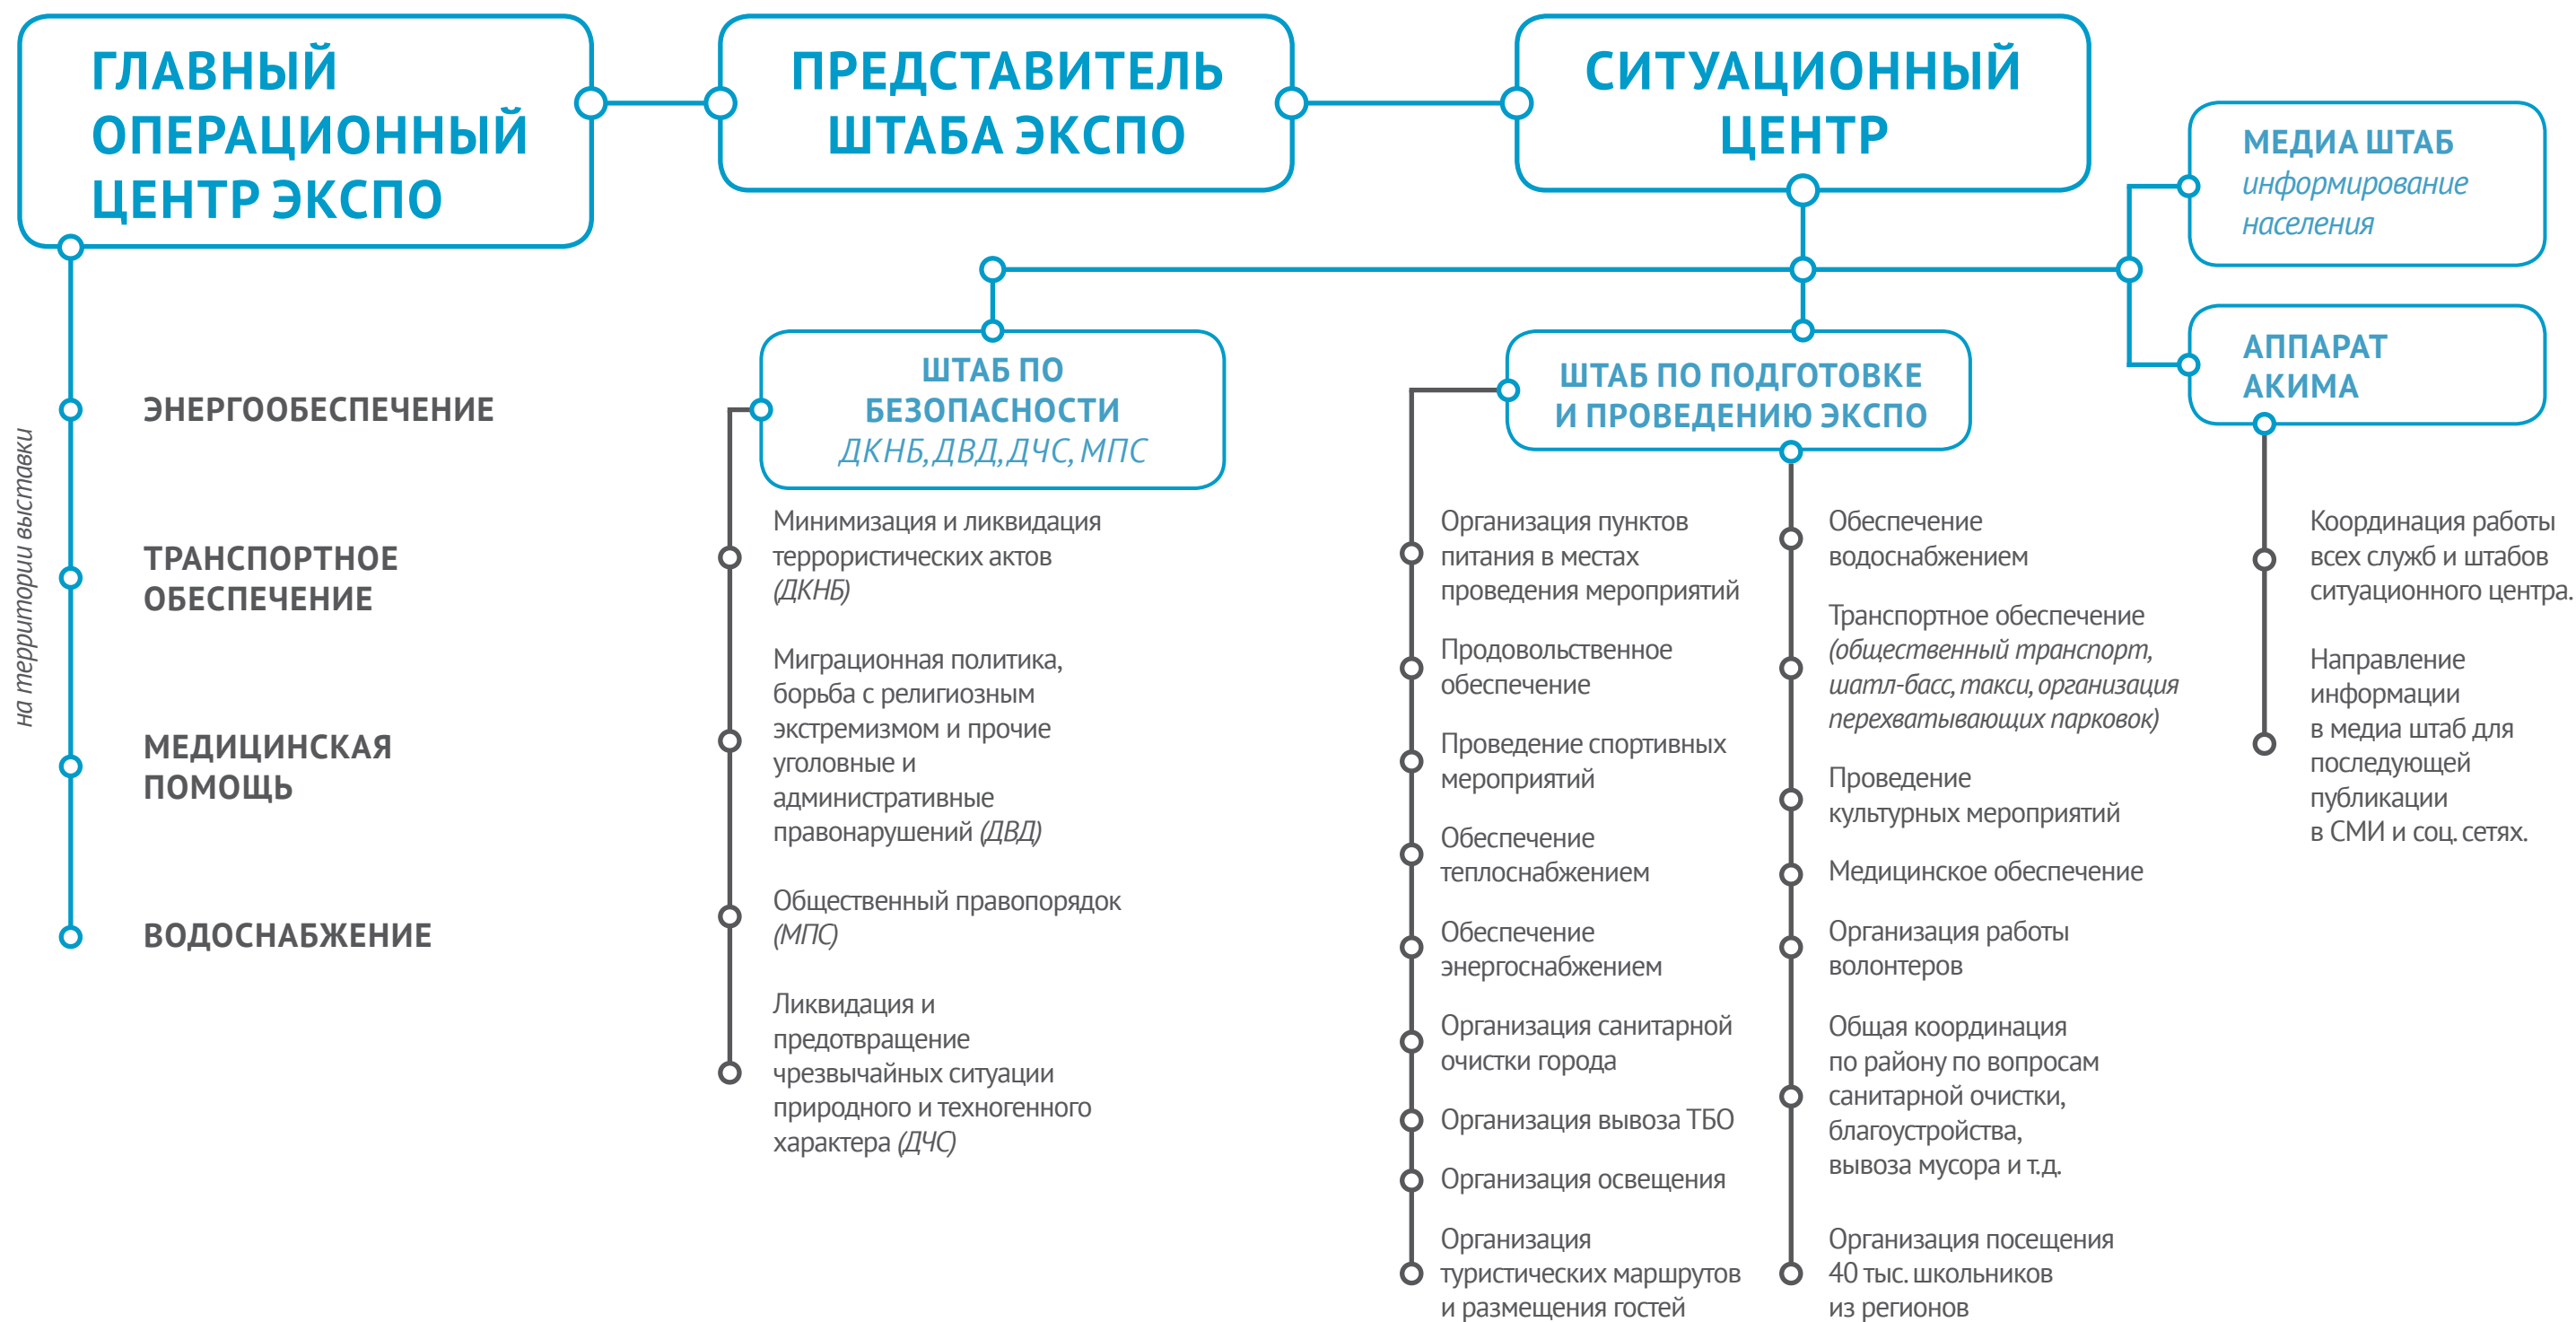 ГЛАВНЫЙ
ОПЕРАЦИОННЫЙ
ЦЕНТР ЭКСПО
ПРЕДСТАВИТЕЛЬ
ШТАБА ЭКСПО
СИТУАЦИОННЫЙ
ЦЕНТР
МЕДИА ШТАБ
информирование
населения
АППАРАТ
АКИМА
на территории выставки
ЭНЕРГООБЕСПЕЧЕНИЕ
ТРАНСПОРТНОЕ
ОБЕСПЕЧЕНИЕ
МЕДИЦИНСКАЯ
ПОМОЩЬ
ВОДОСНАБЖЕНИЕ
ШТАБ ПО
БЕЗОПАСНОСТИ
ДКНБ, ДВД, ДЧС, МПС
Минимизация и ликвидация
террористических актов
(ДКНБ)
Миграционная политика,
борьба с религиозным
экстремизмом и прочие
уголовные и
административные
правонарушений (ДВД)
Общественный правопорядок
(МПС)
Ликвидация и
предотвращение
чрезвычайных ситуации
природного и техногенного
характера (ДЧС)
ШТАБ ПО ПОДГОТОВКЕ
И ПРОВЕДЕНИЮ ЭКСПО
Организация пунктов
питания в местах
проведения мероприятий
Продовольственное
обеспечение
Проведение спортивных
мероприятий
Обеспечение
теплоснабжением
Обеспечение
энергоснабжением
Организация санитарной
очистки города
Организация вывоза ТБО
Организация освещения
Организация
туристических маршрутов
и размещения гостей
Обеспечение
водоснабжением
Транспортное обеспечение
(общественный транспорт,
шатл-басс, такси, организация
перехватывающих парковок)
Проведение
культурных мероприятий
Медицинское обеспечение
Организация работы
волонтеров
Общая координация
по району по вопросам
санитарной очистки,
благоустройства,
вывоза мусора и т.д.
Организация посещения
40 тыс. школьников
из регионов
Координация работы
всех служб и штабов
ситуационного центра.
Направление
информации
в медиа штаб для
последующей
публикации
в СМИ и соц. сетях.